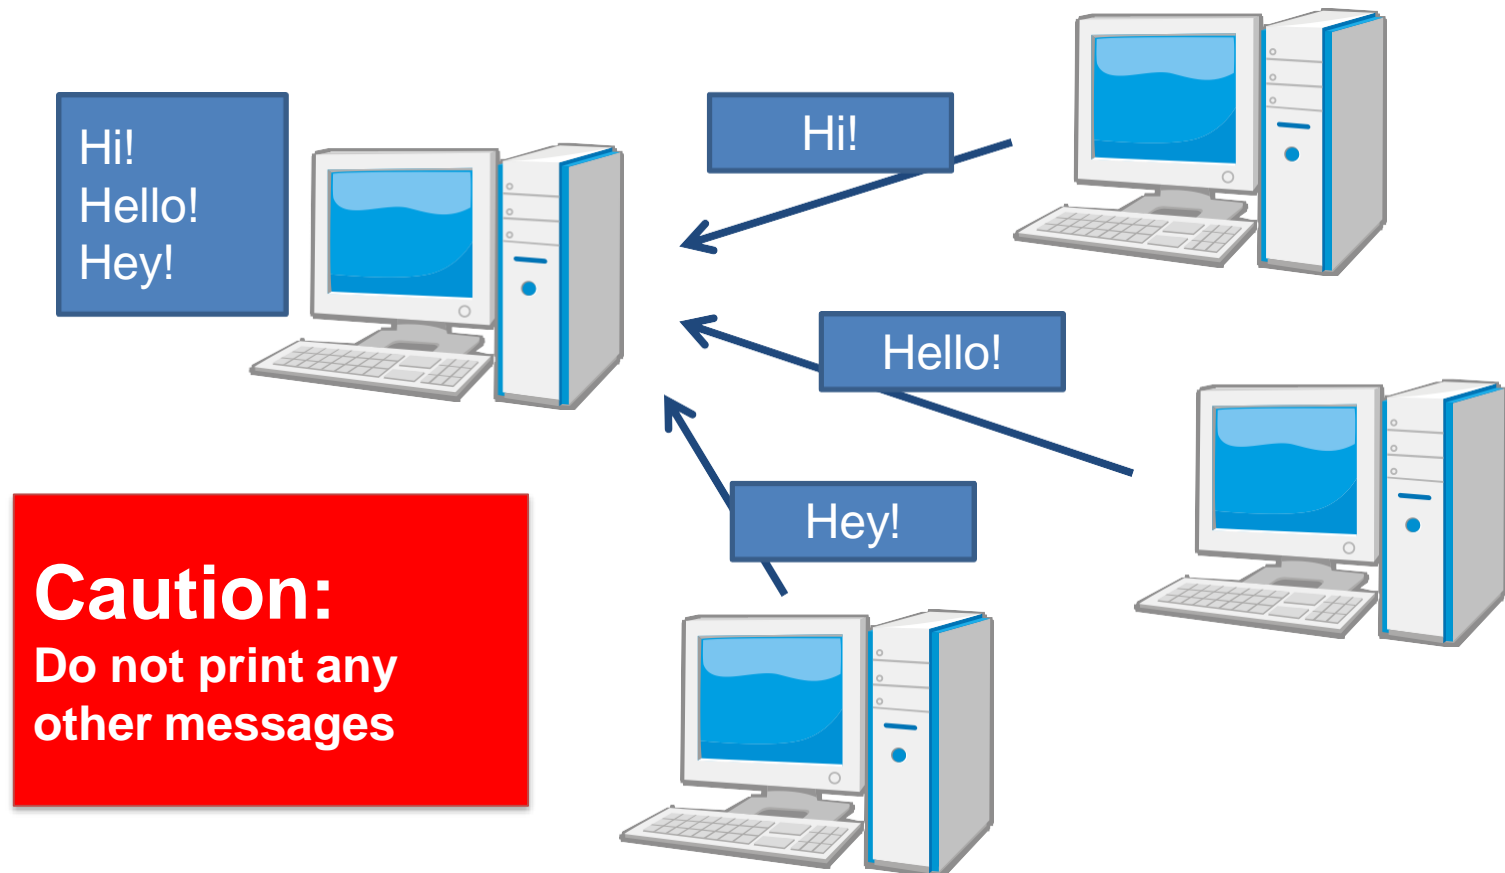 Hi!
Hello!
Hey!
Hi!
Hello!
Hey!
Caution:
Do not print any
other messages